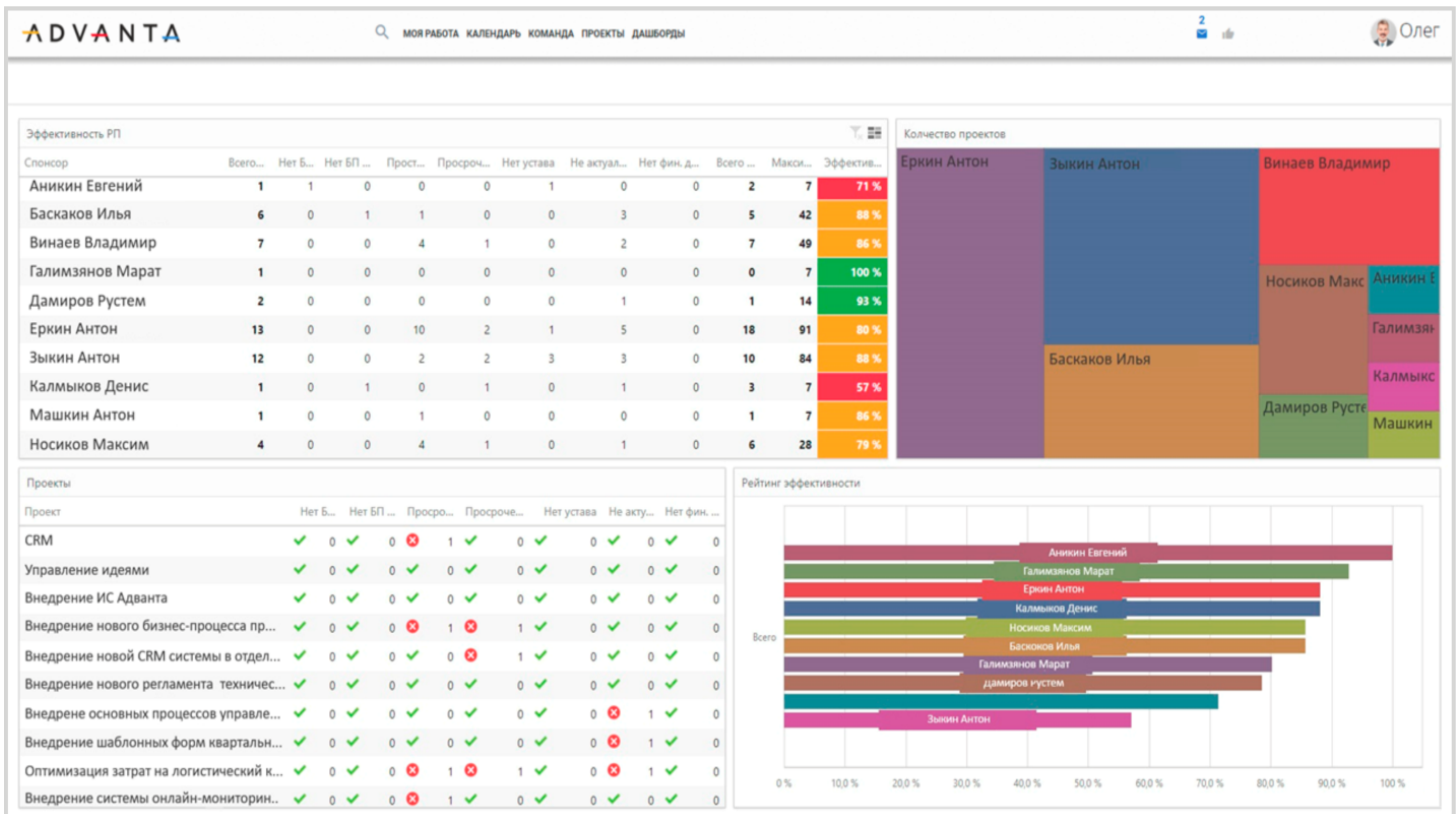 ADVANTA МОЯ РАБОТА КАЛЕНДАРЬ КОМАНДА ПРОЕКТЫ ДАШБОРДЫ 2 Олег
Эффективность РП
Спонсор Всего... Нет Б... Нет БП ... Прост... Просроч... Нет устава Не актуал... Нет фин. д... Всего ... Макси... Эффектив...
Аникин Евгений 1 1 0 0 0 1 0 0 2 7 71 %
Баскаков Илья 6 0 1 1 0 0 3 0 5 42 88 %
Винаев Владимир 7 0 0 4 1 0 2 0 7 49 86 %
Галимзянов Марат 1 0 0 0 0 0 0 0 0 7 100 %
Дамиров Рустем 2 0 0 0 0 0 1 0 1 14 93 %
Еркин Антон 13 0 0 10 2 1 5 0 18 91 80 %
Зыкин Антон 12 0 0 2 2 3 3 0 10 84 88 %
Калмыков Денис 1 0 1 0 1 0 1 0 3 7 57 %
Машкин Антон 1 0 0 1 0 0 0 0 1 7 86 %
Носиков Максим 4 0 0 4 1 0 1 0 6 28 79 %
Колчество проектов
Еркин Антон
Зыкин Антон
Баскаков Илья
Винаев Владимир
Носиков Макс
Дамиров Русте
Аникин Е
Галимзян
Калмыкс
Машкин
Проекты
Проект Нет Б... Нет БП ... Просро... Просроче... Нет устава Не акту... Нет фин. ...
CRM 0 0 1 0 0 0 0
Управление идеями 0 0 0 0 0 0 0
Внедрение ИС Адванта 0 0 0 0 0 0 0
Внедрение нового бизнес-процесса пр... 0 0 1 1 0 0 0
Внедрение новой CRM системы в отдел... 0 0 0 1 0 0 0
Внедрение нового регламента техничес... 0 0 0 0 0 0 0
Внедрене основных процессов управле... 0 0 0 0 0 1 0
Внедрение шаблонных форм квартальн... 0 0 0 0 0 1 0
Оптимизация затрат на логистический к... 0 0 1 1 0 1 0
Внедрение системы онлайн-мониторин.. 0 0 1 0 0 0 0
Рейтинг эффективности
Всего
Аникин Евгений
Галимзянов Марат
Еркин Антон
Калмыков Денис
Носиков Максим
Баскоков Илья
Галимзянов Марат
Дамиров Рустем
Зыкин Антон
0 % 10,0 % 20,0 % 30,0 % 40,0 % 50,0 % 60,0 % 70,0 % 80,0 % 90,0 % 100 %